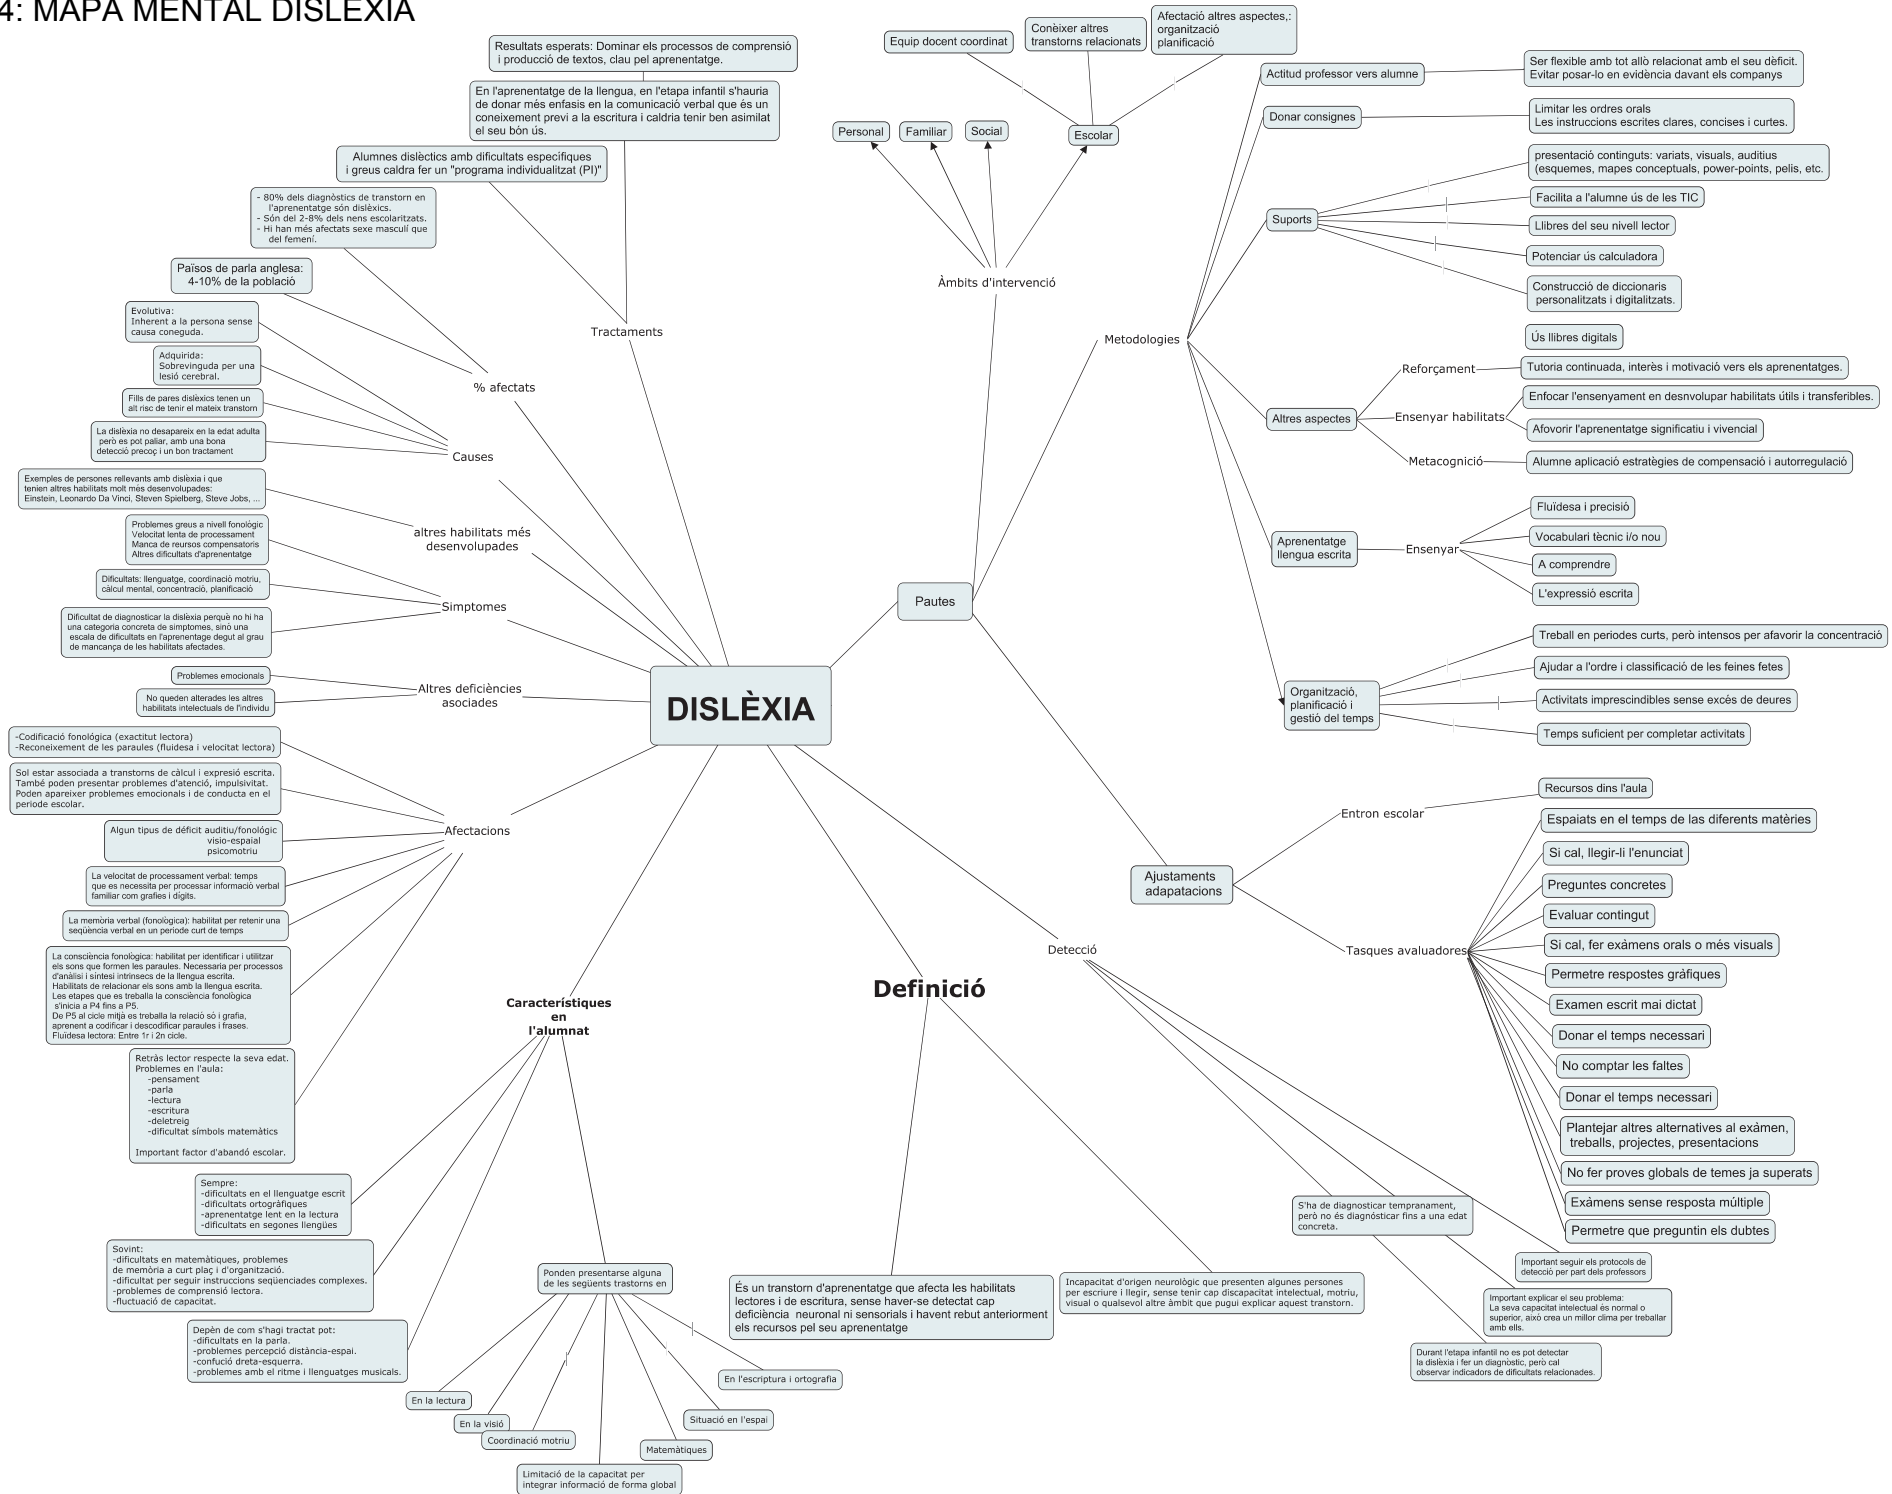 4: MAPA MENTAL DISLÈXIA
Resultats esperats: Dominar els processos de comprensió
i producció de textos, clau pel aprenentatge.
En l'aprenentatge de la llengua, en l'etapa infantil s'hauria
de donar més enfasis en la comunicació verbal que és un
coneixement previ a la escritura i caldria tenir ben asimilat
el seu bón ús.
Alumnes dislèctics amb dificultats específiques
i greus caldra fer un "programa individualitzat (PI)"
- 80% dels diagnòstics de transtorn en
l'aprenentatge són dislèxics.
- Són del 2-8% dels nens escolaritzats.
- Hi han més afectats sexe masculí que
del femení.
Països de parla anglesa:
4-10% de la població
Evolutiva:
Inherent a la persona sense
causa coneguda.
Adquirida:
Sobrevinguda per una
lesió cerebral.
Fills de pares dislèxics tenen un
alt risc de tenir el mateix transtorn
La dislèxia no desapareix en la edat adulta
però es pot paliar, amb una bona
detecció precoç i un bon tractament
Exemples de persones rellevants amb dislèxia i que
tenien altres habilitats molt més desenvolupades:
Einstein, Leonardo Da Vinci, Steven Spielberg, Steve Jobs, ...
Problemes greus a nivell fonológic
Velocitat lenta de processament
Manca de reursos compensatoris
Altres dificultats d'aprenentatge
Dificultats: llenguatge, coordinació motriu,
càlcul mental, concentració, planificació
Dificultat de diagnosticar la dislèxia perquè no hi ha
una categoria concreta de simptomes, sinó una
escala de dificultats en l'aprenentage degut al grau
de mancança de les habilitats afectades.
Problemes emocionals
No queden alterades les altres
habilitats intelectuals de l'individu
-Codificació fonológica (exactitut lectora)
-Reconeixement de les paraules (fluidesa i velocitat lectora)
Sol estar associada a transtorns de càlcul i expresió escrita.
També poden presentar problemes d'atenció, impulsivitat.
Poden apareixer problemes emocionals i de conducta en el
periode escolar.
Algun tipus de déficit auditiu/fonológic
visio-espaial
psicomotriu
La velocitat de processament verbal: temps
que es necessita per processar informació verbal
familiar com grafies i dígits.
La memòria verbal (fonològica): habilitat per retenir una
seqüència verbal en un periode curt de temps
La consciència fonològica: habilitat per identificar i utilitzar
els sons que formen les paraules. Necessaria per processos
d'anàlisi i síntesi intrinsecs de la llengua escrita.
Habilitats de relacionar els sons amb la llengua escrita.
Les etapes que es treballa la consciència fonològica
s'inicia a P4 fins a P5.
De P5 al cicle mitjà es treballa la relació só i grafia,
aprenent a codificar i descodificar paraules i frases.
Fluïdesa lectora: Entre 1r i 2n cicle.
Retràs lector respecte la seva edat.
Problemes en l'aula:
-pensament
-parla
-lectura
-escritura
-deletreig
-dificultat símbols matemàtics
Important factor d'abandó escolar.
Tractaments
% afectats
Causes
altres habilitats més
desenvolupades
Simptomes
Altres deficiències
asociades
Afectacions
DISLÈXIA
Característiques
en
l'alumnat
Sempre:
-dificultats en el llenguatge escrit
-dificultats ortogràfiques
-aprenentatge lent en la lectura
-dificultats en segones llengües
Sovint:
-dificultats en matemàtiques, problemes
de memória a curt plaç i d'organització.
-dificultat per seguir instruccions seqüenciades complexes.
-problemes de comprensió lectora.
-fluctuació de capacitat.
Depèn de com s'hagi tractat pot:
-dificultats en la parla.
-problemes percepció distància-espai.
-confució dreta-esquerra.
-problemes amb el ritme i llenguatges musicals.
Ponden presentarse alguna
de les següents trastorns en
En la lectura
En la visió
Coordinació motriu
Limitació de la capacitat per
integrar informació de forma global
Matemàtiques
Situació en l'espai
En l'escriptura i ortografia
Definició
És un transtorn d'aprenentatge que afecta les habilitats
lectores i de escritura, sense haver-se detectat cap
deficiència neuronal ni sensorials i havent rebut anteriorment
els recursos pel seu aprenentatge
Incapacitat d'origen neurològic que presenten algunes persones
per escriure i llegir, sense tenir cap discapacitat intelectual, motriu,
visual o qualsevol altre àmbit que pugui explicar aquest transtorn.
Detecció
S'ha de diagnosticar tempranament,
però no és diagnósticar fins a una edat
concreta.
Important seguir els protocols de
detecció per part dels professors
Important explicar el seu problema:
La seva capacitat intelectual és normal o
superior, això crea un millor clima per treballar
amb ells.
Durant l'etapa infantil no es pot detectar
la dislèxia i fer un diagnòstic, però cal
observar indicadors de dificultats relacionades.
Pautes
Àmbits d'intervenció
Personal
Familiar
Social
Escolar
Equip docent coordinat
Conèixer altres
transtorns relacionats
Afectació altres aspectes,:
organització
planificació
Metodologies
Actitud professor vers alumne
Ser flexible amb tot allò relacionat amb el seu dèficit.
Evitar posar-lo en evidència davant els companys
Donar consignes
Limitar les ordres orals
Les instruccions escrites clares, concises i curtes.
Suports
presentació continguts: variats, visuals, auditius
(esquemes, mapes conceptuals, power-points, pelis, etc.
Facilita a l'alumne ús de les TIC
Llibres del seu nivell lector
Potenciar ús calculadora
Construcció de diccionaris
personalitzats i digitalitzats.
Ús llibres digitals
Altres aspectes
Reforçament
Tutoria continuada, interès i motivació vers els aprenentatges.
Ensenyar habilitats
Enfocar l'ensenyament en desnvolupar habilitats útils i transferibles.
Afovorir l'aprenentatge significatiu i vivencial
Metacognició
Alumne aplicació estratègies de compensació i autorregulació
Aprenentatge
llengua escrita
Ensenyar
Fluïdesa i precisió
Vocabulari tècnic i/o nou
A comprendre
L'expressió escrita
Organització,
planificació i
gestió del temps
Treball en periodes curts, però intensos per afavorir la concentració
Ajudar a l'ordre i classificació de les feines fetes
Activitats imprescindibles sense excés de deures
Temps suficient per completar activitats
Ajustaments
adapatacions
Entron escolar
Recursos dins l'aula
Tasques avaluadores
Espaiats en el temps de las diferents matèries
Si cal, llegir-li l'enunciat
Preguntes concretes
Evaluar contingut
Si cal, fer exàmens orals o més visuals
Permetre respostes gráfiques
Examen escrit mai dictat
Donar el temps necessari
No comptar les faltes
Donar el temps necessari
Plantejar altres alternatives al exàmen,
treballs, projectes, presentacions
No fer proves globals de temes ja superats
Exàmens sense resposta múltiple
Permetre que preguntin els dubtes